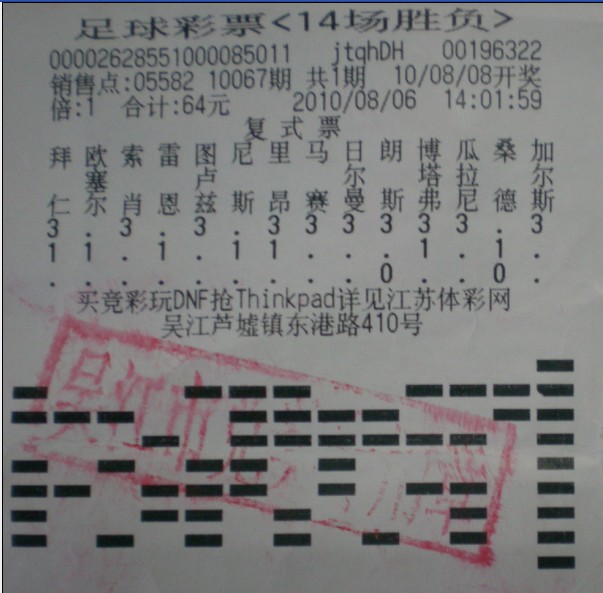 足球彩票<14场胜负>
00002628551000085011 jtqhDH 00196322
销售点:05582 10067期 共1期 10/08/08开奖
倍:1 合计:64元 2010/08/06 14:01:59
复式票
拜仁
欧塞尔
索肖
雷恩
图卢兹
尼斯
里昂
马赛
日尔曼
朗斯
博塔弗
瓜拉尼
桑德
加尔斯
3 . 3 . 3 . 3 3 3 3 3 3 . 3
1 1 . 1 . 1 1 . . . 1 . 1 .
. . . . . . . . . 0 . . 0 .
买竞彩玩DNF抢Thinkpad详见江苏体彩网
吴江芦墟镇东港路410号
吴江市